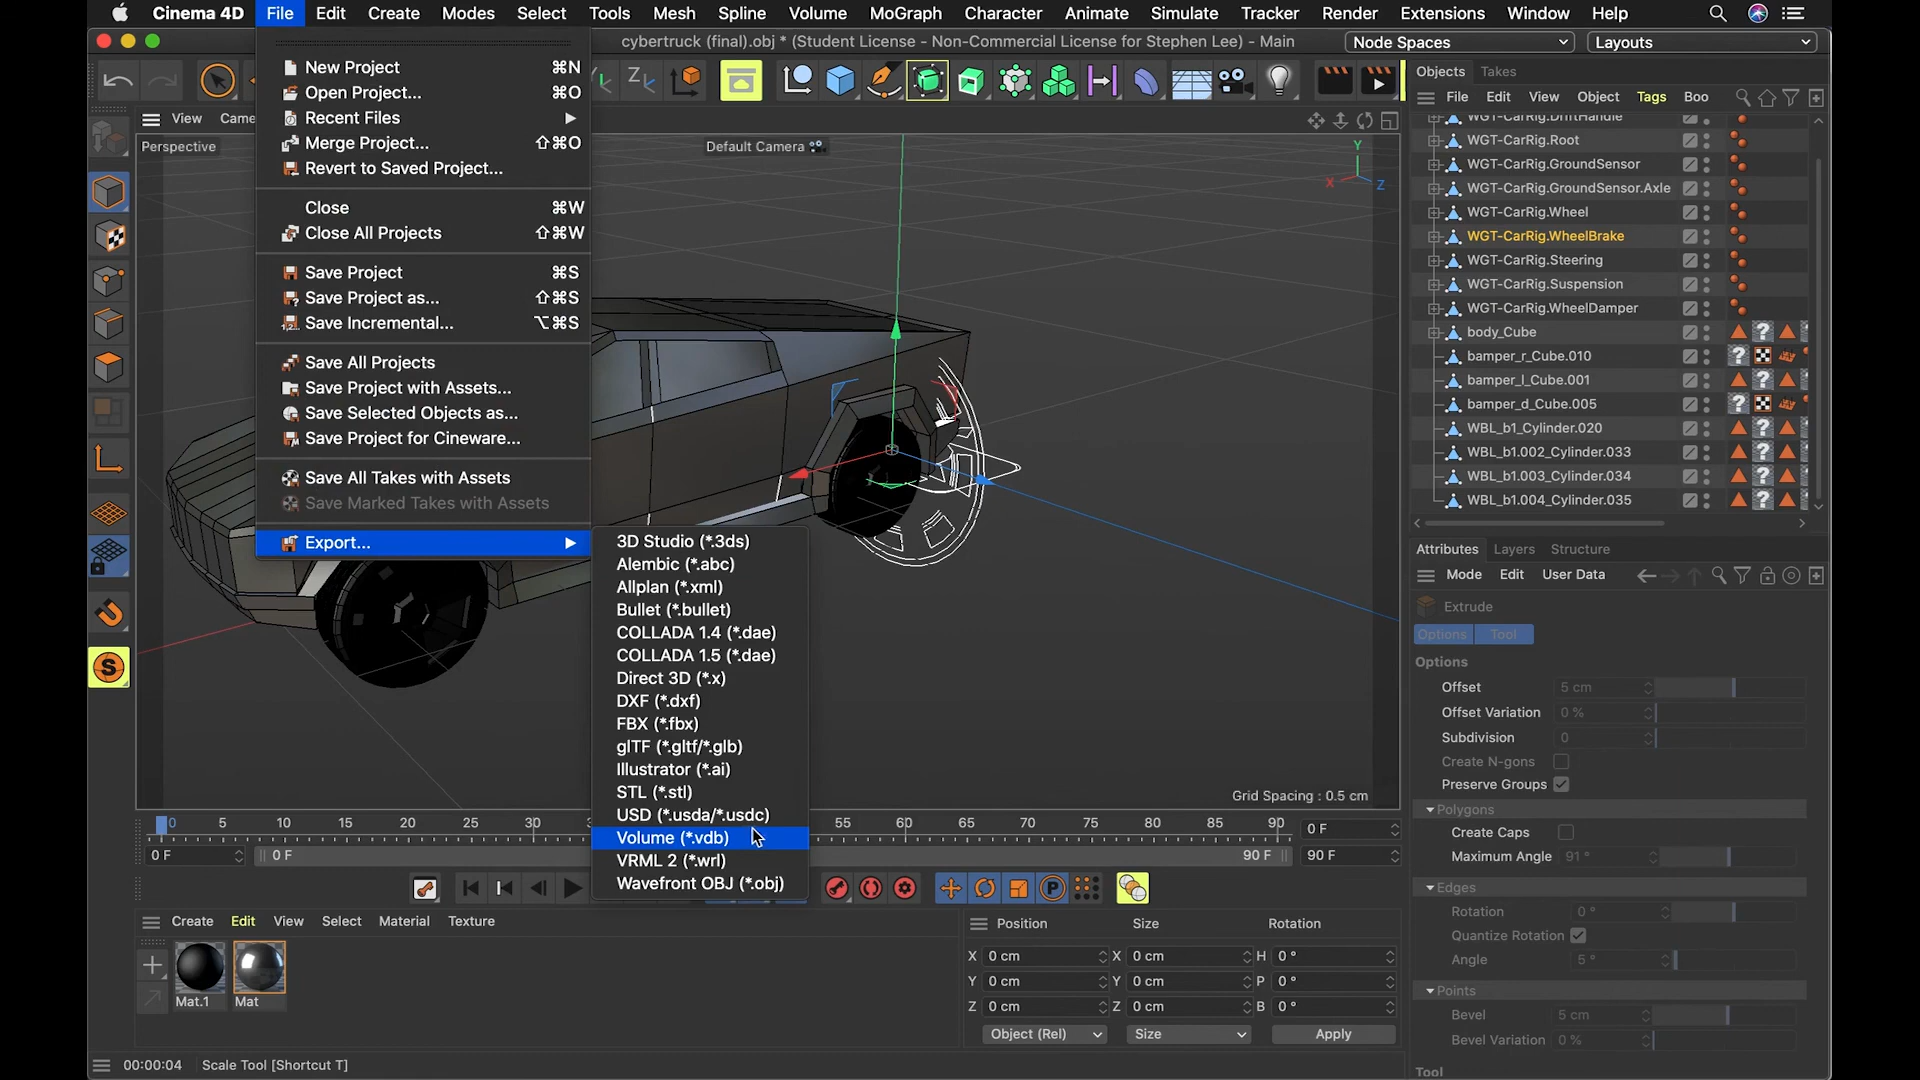 Cinema 4D File Edit Create Modes Select Tools Mesh Spline Volume MoGraph Character Animate Simulate Tracker Render Extensions Window Help
cybertruck (final).obj * (Student License - Non-Commercial License for Stephen Lee) - Main
Node Spaces
Layouts
New Project ⌘N
Open Project... ⌘O
Recent Files
Merge Project... ⇧⌘O
Revert to Saved Project...
Close ⌘W
Close All Projects ⇧⌘W
Save Project ⌘S
Save Project as... ⇧⌘S
Save Incremental... ⌥⌘S
Save All Projects
Save Project with Assets...
Save Selected Objects as...
Save Project for Cineware...
Save All Takes with Assets
Save Marked Takes with Assets
Export...
3D Studio (*.3ds)
Alembic (*.abc)
Allplan (*.xml)
Bullet (*.bullet)
COLLADA 1.4 (*.dae)
COLLADA 1.5 (*.dae)
Direct 3D (*.x)
DXF (*.dxf)
FBX (*.fbx)
glTF (*.gltf/*.glb)
Illustrator (*.ai)
STL (*.stl)
USD (*.usda/*.usdc)
Volume (*.vdb)
VRML 2 (*.wrl)
Wavefront OBJ (*.obj)
View Came
Perspective
Default Camera
Y
X Z
Grid Spacing : 0.5 cm
Objects Takes
File Edit View Object Tags Boo
WGT-CarRig.DriftHandle
WGT-CarRig.Root
WGT-CarRig.GroundSensor
WGT-CarRig.GroundSensor.Axle
WGT-CarRig.Wheel
WGT-CarRig.WheelBrake
WGT-CarRig.Steering
WGT-CarRig.Suspension
WGT-CarRig.WheelDamper
body_Cube
bamper_r_Cube.010
bamper_l_Cube.001
bamper_d_Cube.005
WBL_b1_Cylinder.020
WBL_b1.002_Cylinder.033
WBL_b1.003_Cylinder.034
WBL_b1.004_Cylinder.035
Attributes Layers Structure
Mode Edit User Data
Extrude
Options Tool
Options
Offset 5 cm
Offset Variation 0 %
Subdivision 0
Create N-gons
Preserve Groups
Polygons
Create Caps
Maximum Angle 91 °
Edges
Rotation 0 °
Quantize Rotation
Angle 5 °
Points
Bevel 5 cm
Bevel Variation 0 %
Tool
0 5 10 15 20 25 30 55 60 65 70 75 80 85 90
0 F
0 F 0 F 90 F 90 F
Create Edit View Select Material Texture
Mat.1 Mat
Position Size Rotation
X 0 cm X 0 cm H 0 °
Y 0 cm Y 0 cm P 0 °
Z 0 cm Z 0 cm B 0 °
Object (Rel) Size Apply
00:00:04 Scale Tool [Shortcut T]